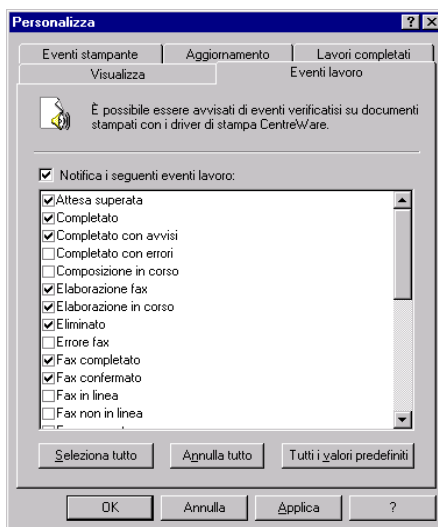 Personalizza
Eventi stampante Aggiornamento Lavori completati
Visualizza Eventi lavoro
È possibile essere avvisati di eventi verificatisi su documenti
stampati con i driver di stampa CentreWare.
Notifica i seguenti eventi lavoro:
Attesa superata
Completato
Completato con avvisi
Completato con errori
Composizione in corso
Elaborazione fax
Elaborazione in corso
Eliminato
Errore fax
Fax completato
Fax confermato
Fax in linea
Fax non in linea
Seleziona tutto Annulla tutto Tutti i valori predefiniti
OK Annulla Applica ?